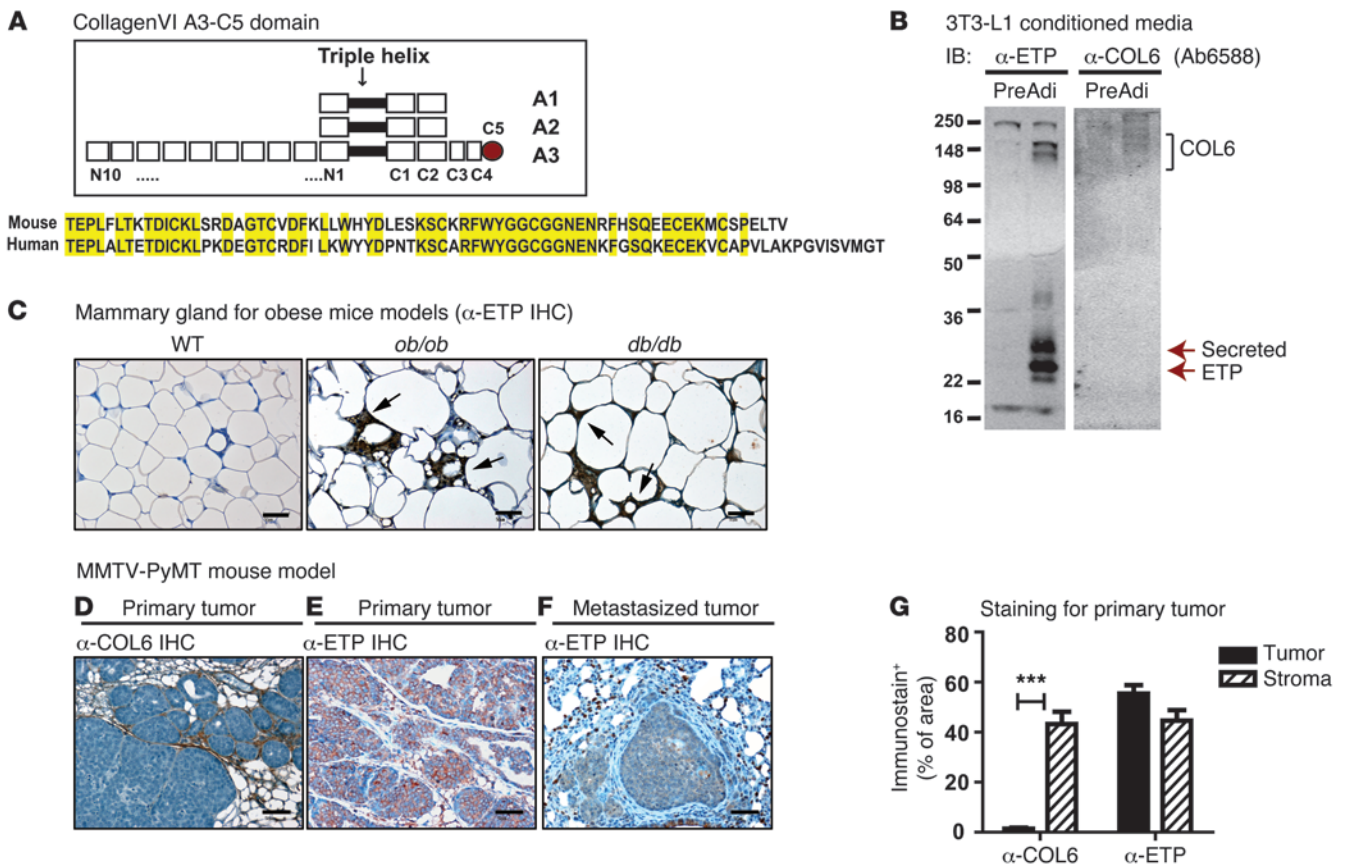 A CollagenVI A3-C5 domain
Triple helix
↓
A1
A2
C5
A3
N10 ..... ....N1 C1 C2 C3 C4
Mouse TEPLFLTKTDICKLSRDAGTCVDFKLLWHYDLESKSCKRFWYGGCGGNENRFHSQEECEKMCSPELTV
Human TEPLALTETDICKLPKDEGTCRDFILKWYYDPNTKSCARFWYGGCGGNENKFGSQKECEKVCAPVLAKPGVISVMGT
B 3T3-L1 conditioned media
IB: α-ETP α-COL6 (Ab6588)
PreAdi PreAdi
250
148
98
64
50
36
22
16
COL6
Secreted
ETP
C Mammary gland for obese mice models (α-ETP IHC)
WT ob/ob db/db
MMTV-PyMT mouse model
D Primary tumor E Primary tumor F Metastasized tumor
α-COL6 IHC α-ETP IHC α-ETP IHC
G Staining for primary tumor
Immunostain+
(% of area)
80
60
40
20
0
***
Tumor
Stroma
α-COL6 α-ETP